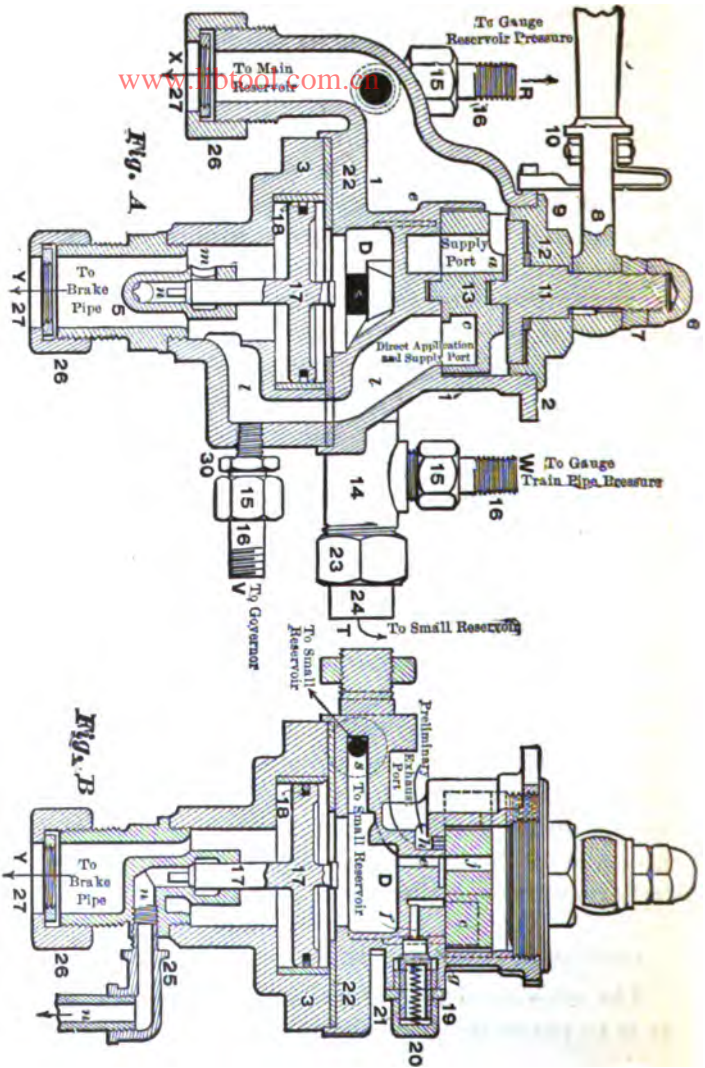 To Gauge
Reservoir Pressure
R
15
16
10
8
9
www.libtool.com.cn
To Main
Reservoir
X
27
26
Fig. A
3
22
1
e
18
D
Supply
Port
a
12
11
7
6
13
c
Direct Application
and Supply Port
2
1
m
n
17
To
Brake
Pipe
5
Y
27
26
l
l
30
15
16
V
To Governor
14
15
16
W
To Gauge
Train Pipe Pressure
23
24
T
To Small Reservoir
To Small
Reservoir
Preliminary
Exhaust
Port
h
e
f
s
To Small Reservoir
D
c
g
19
20
21
22
3
Fig. B
18
17
17
To
Brake
Pipe
n
Y
27
26
25
n